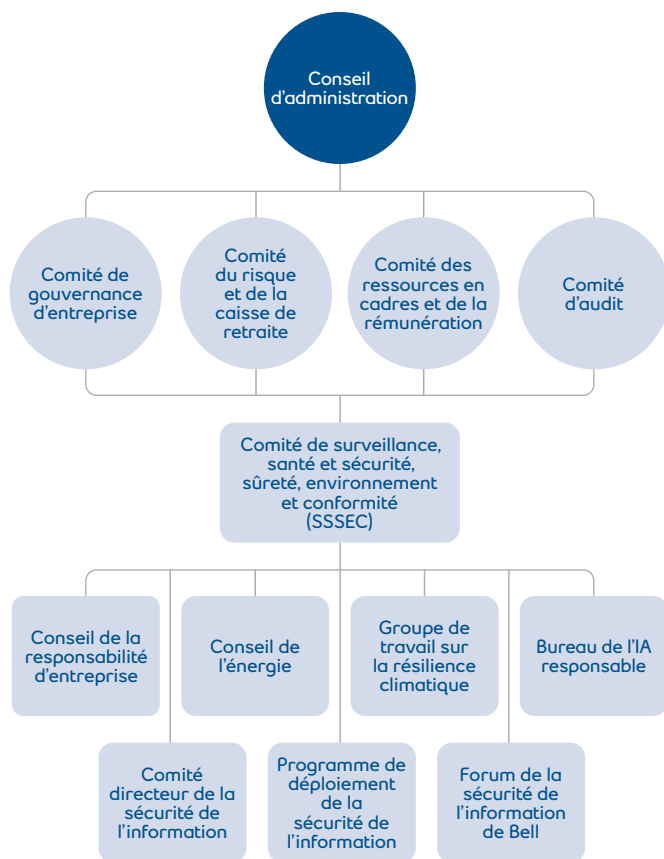 Conseil
d'administration
Comité de
gouvernance
d'entreprise
Comité
du risque
et de la
caisse de
retraite
Comité des
ressources en
cadres et de la
rémunération
Comité
d'audit
Comité de surveillance,
santé et sécurité,
sûreté, environnement
et conformité
(SSSEC)
Conseil de la
responsabilité
d'entreprise
Conseil de
l'énergie
Groupe de
travail sur
la résilience
climatique
Bureau de l'IA
responsable
Comité
directeur de la
sécurité de
l'information
Programme de
déploiement
de la
sécurité de
l'information
Forum de la
sécurité de
l'information
de Bell